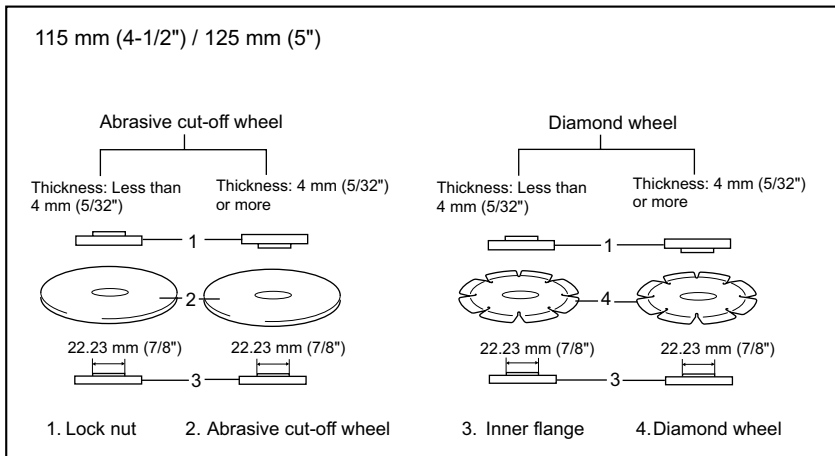 115 mm (4-1/2") / 125 mm (5")
Abrasive cut-off wheel
Diamond wheel
Thickness: Less than
4 mm (5/32")
Thickness: 4 mm (5/32")
or more
Thickness: Less than
4 mm (5/32")
Thickness: 4 mm (5/32")
or more
1
1
2
4
22.23 mm (7/8")
22.23 mm (7/8")
22.23 mm (7/8")
22.23 mm (7/8")
3
3
1. Lock nut
2. Abrasive cut-off wheel
3. Inner flange
4. Diamond wheel